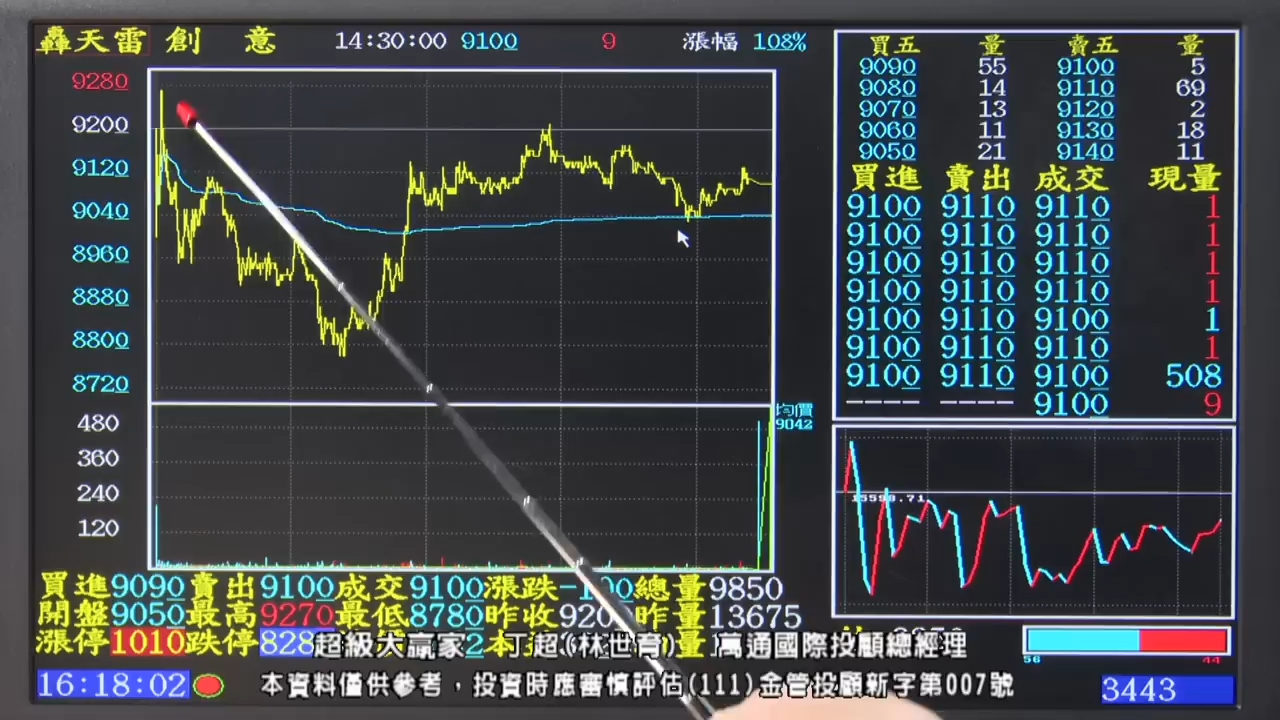 轟天雷 創 意 14:30:00 9100 9 漲幅 108%
9280
9200
9120
9040
8960
8880
8800
8720
480
360
240
120
均價
9042
買五 量 賣五 量
9090 55 9100 5
9080 14 9110 69
9070 13 9120 2
9060 11 9130 18
9050 21 9140 11
買進 賣出 成交 現量
9100 9110 9110 1
9100 9110 9110 1
9100 9110 9110 1
9100 9110 9110 1
9100 9110 9100 1
9100 9110 9110 1
9100 9110 9100 508
---- ---- 9100 9
15598.71
買進9090賣出9100成交9100漲跌-100總量9850
開盤9050最高9270最低8780昨收920 昨量13675
漲停1010跌停828
超級大贏家 丁超(林世育) 萬通國際投顧總經理
56 44
16:18:02
本資料僅供參考，投資時應審慎評估(111)金管投顧新字第007號
3443